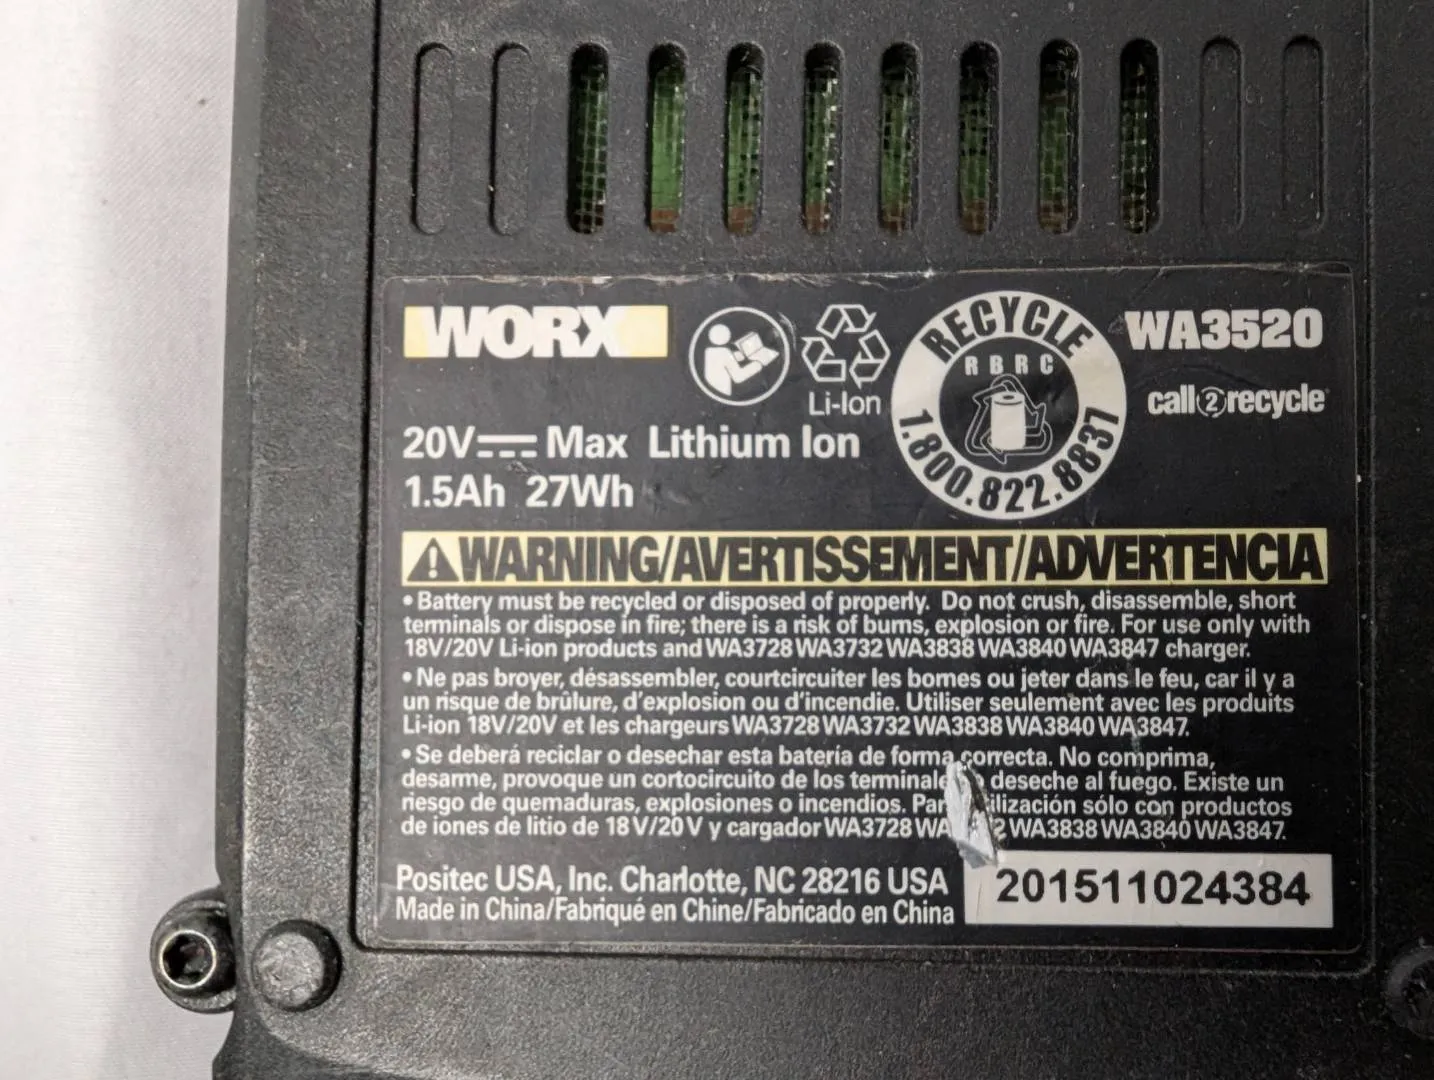 WORX
Li-Ion
RECYCLE
RBRC
1.800.822.8837
WA3520
call2recycle
20V Max Lithium Ion
1.5Ah 27Wh
WARNING/AVERTISSEMENT/ADVERTENCIA
• Battery must be recycled or disposed of properly. Do not crush, disassemble, short
terminals or dispose in fire; there is a risk of burns, explosion or fire. For use only with
18V/20V Li-ion products and WA3728 WA3732 WA3838 WA3840 WA3847 charger.
• Ne pas broyer, désassembler, courtcircuiter les bornes ou jeter dans le feu, car il y a
un risque de brûlure, d'explosion ou d'incendie. Utiliser seulement avec les produits
Li-ion 18V/20V et les chargeurs WA3728 WA3732 WA3838 WA3840 WA3847.
• Se deberá reciclar o desechar esta batería de forma correcta. No comprima,
desarme, provoque un cortocircuito de los terminale deseche al fuego. Existe un
riesgo de quemaduras, explosiones o incendios. ilización sólo con productos
de iones de litio de 18V/20V y cargador WA3728 WA3838 WA3840 WA3847.
Positec USA, Inc. Charlotte, NC 28216 USA
Made in China/Fabriqué en Chine/Fabricado en China
201511024384